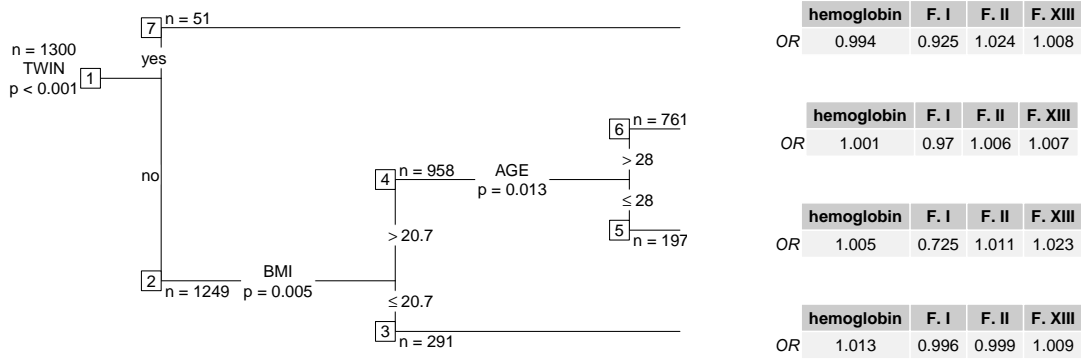 7 n = 51
n = 1300
TWIN
p < 0.001
1
yes
no
2
n = 1249
BMI
p = 0.005
4
n = 958
> 20.7
≤ 20.7
3
n = 291
AGE
p = 0.013
6
n = 761
> 28
≤ 28
5
n = 197
hemoglobin F. I F. II F. XIII
OR 0.994 0.925 1.024 1.008
hemoglobin F. I F. II F. XIII
OR 1.001 0.97 1.006 1.007
hemoglobin F. I F. II F. XIII
OR 1.005 0.725 1.011 1.023
hemoglobin F. I F. II F. XIII
OR 1.013 0.996 0.999 1.009